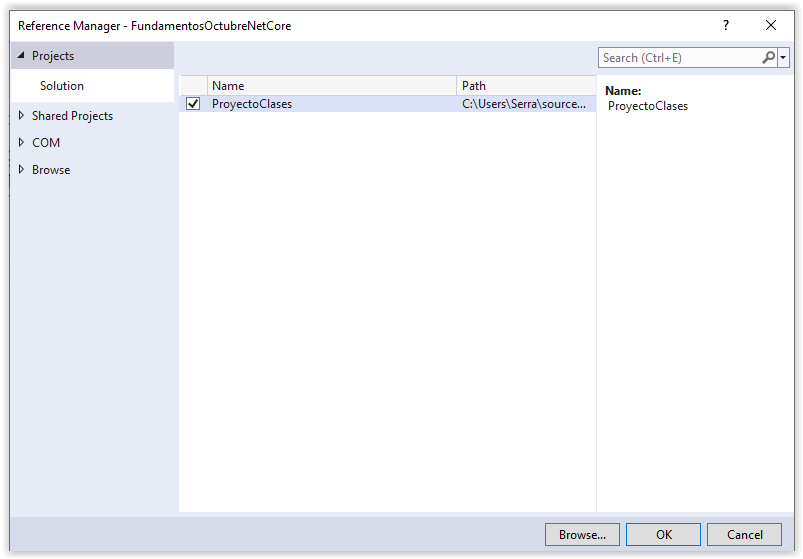 Reference Manager - FundamentosOctubreNetCore
?
Projects
Search (Ctrl+E)
Solution
Name Path
Name:
ProyectoClases C:\Users\Serra\source...
ProyectoClases
Shared Projects
COM
Browse
Browse... OK Cancel